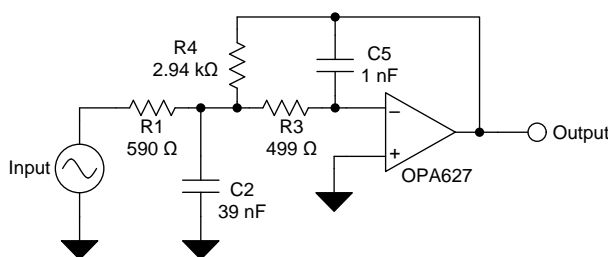 R4
2.94 kΩ
C5
1 nF
R1
590 Ω
R3
499 Ω
−
+
Output
Input
C2
39 nF
OPA627